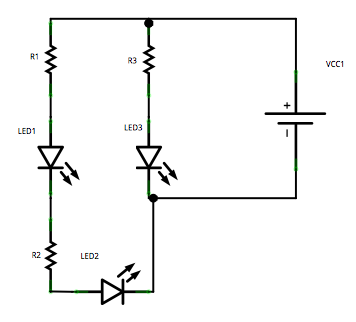 R1
R3
VCC1
+
LED1
LED3
R2
LED2